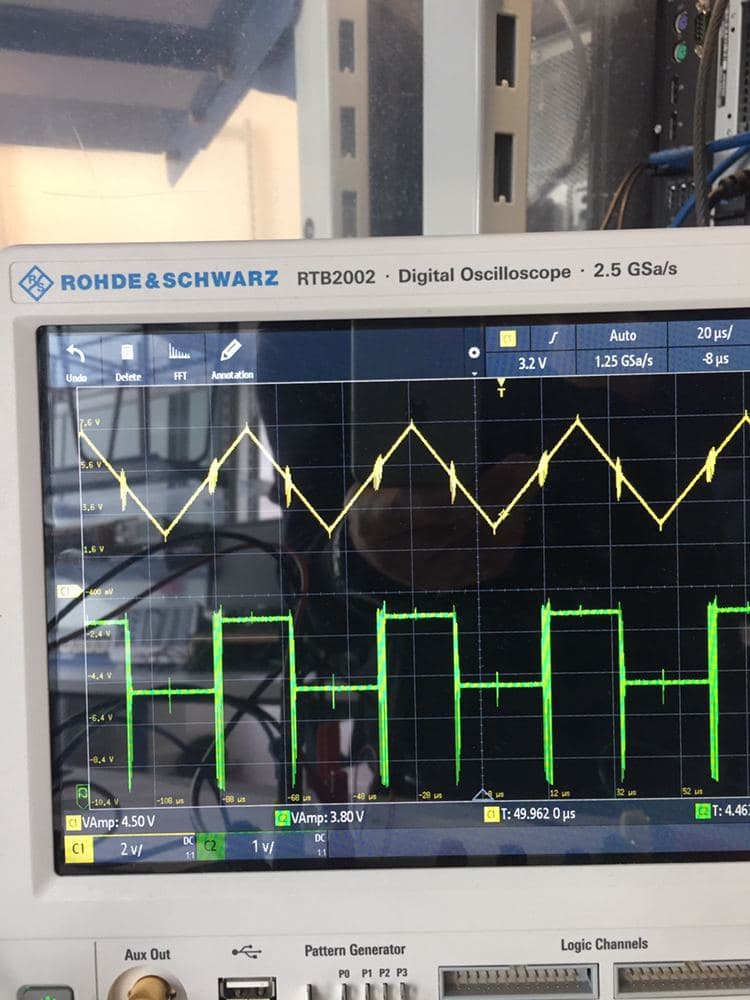 ROHDE&SCHWARZ RTB2002 · Digital Oscilloscope · 2.5 GSa/s
Undo Delete FFT Annotation
C1 Auto 20 µs/
3.2 V 1.25 GSa/s -8 µs
T
7.6 V
5.6 V
3.6 V
1.6 V
C1 -400 mV
-2.4 V
-4.4 V
-6.4 V
-8.4 V
-10.4 V -108 µs -88 µs -68 µs -48 µs -28 µs -8 µs 12 µs 32 µs 52 µs
C1 VAmp: 4.50 V C2 VAmp: 3.80 V C1 T: 49.962 0 µs C2 T: 4.46
C1 2 V/ DC 1:1 C2 1 V/ DC 1:1
Aux Out Pattern Generator Logic Channels
P0 P1 P2 P3